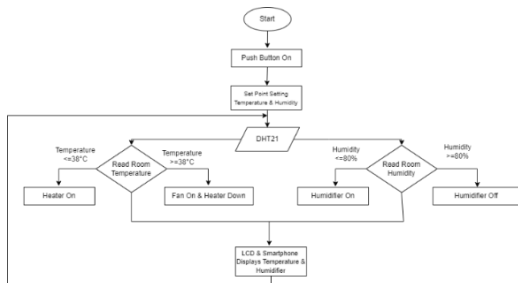 Start
Push Button On
Set Point Setting
Temperature & Humidity
DHT21
Temperature
<=38°C
Temperature
>=38°C
Humidity
<=80%
Humidity
>=80%
Read Room
Temperature
Read Room
Humidity
Heater On
Fan On & Heater Down
Humidifier On
Humidifier Off
LCD & Smartphone
Displays Temperature &
Humidifier